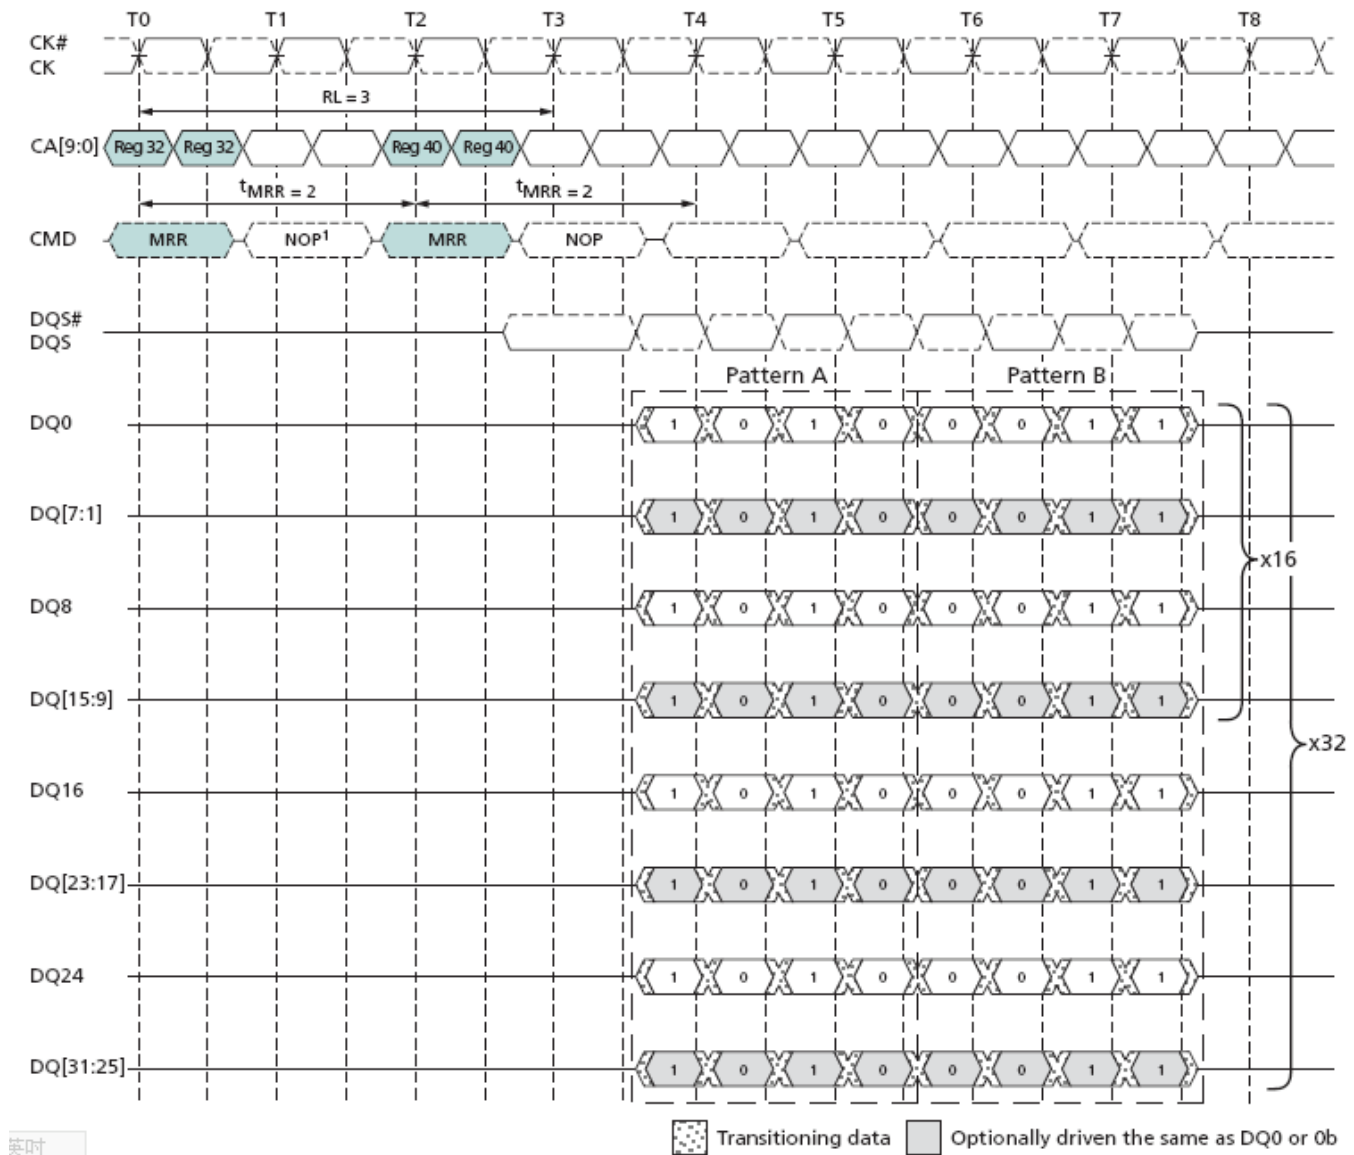 T0 T1 T2 T3 T4 T5 T6 T7 T8
CK#
CK
RL = 3
CA[9:0] Reg 32 Reg 32 Reg 40 Reg 40
tMRR = 2 tMRR = 2
CMD MRR NOP1 MRR NOP
DQS#
DQS
Pattern A Pattern B
DQ0 1 0 1 0 0 0 1 1
DQ[7:1] 1 0 1 0 0 0 1 1
x16
DQ8 1 0 1 0 0 0 1 1
DQ[15:9] 1 0 1 0 0 0 1 1
x32
DQ16 1 0 1 0 0 0 1 1
DQ[23:17] 1 0 1 0 0 0 1 1
DQ24 1 0 1 0 0 0 1 1
DQ[31:25] 1 0 1 0 0 0 1 1
Transitioning data Optionally driven the same as DQ0 or 0b
英吋